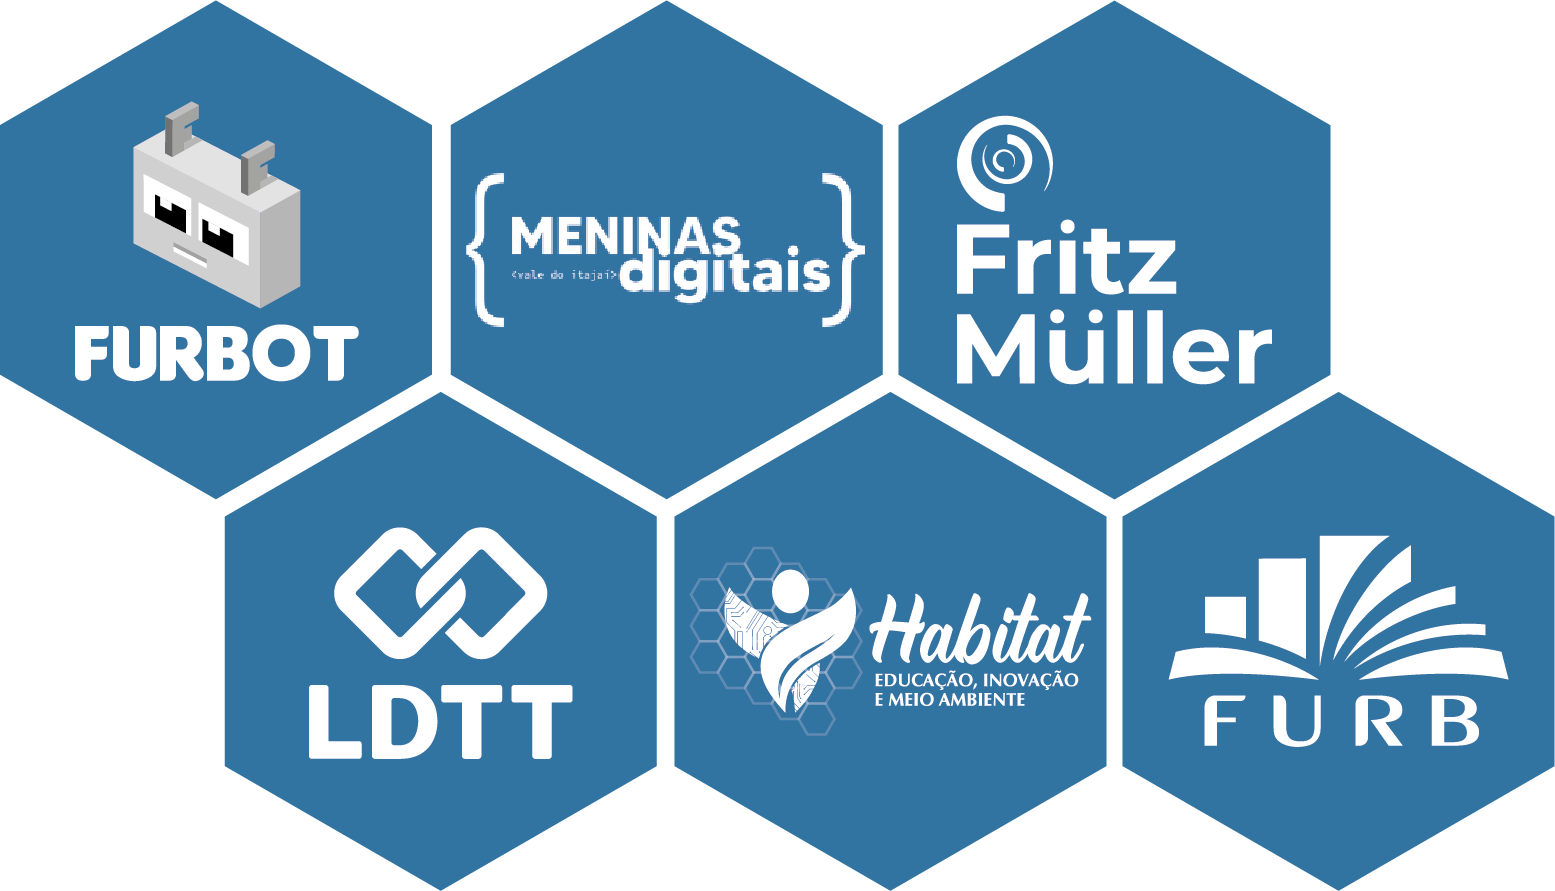 FURBOT
{ MENINAS
<vale do itajaí> digitais }
Fritz
Müller
LDTT
Habitat
EDUCAÇÃO, INOVAÇÃO
E MEIO AMBIENTE
FURB